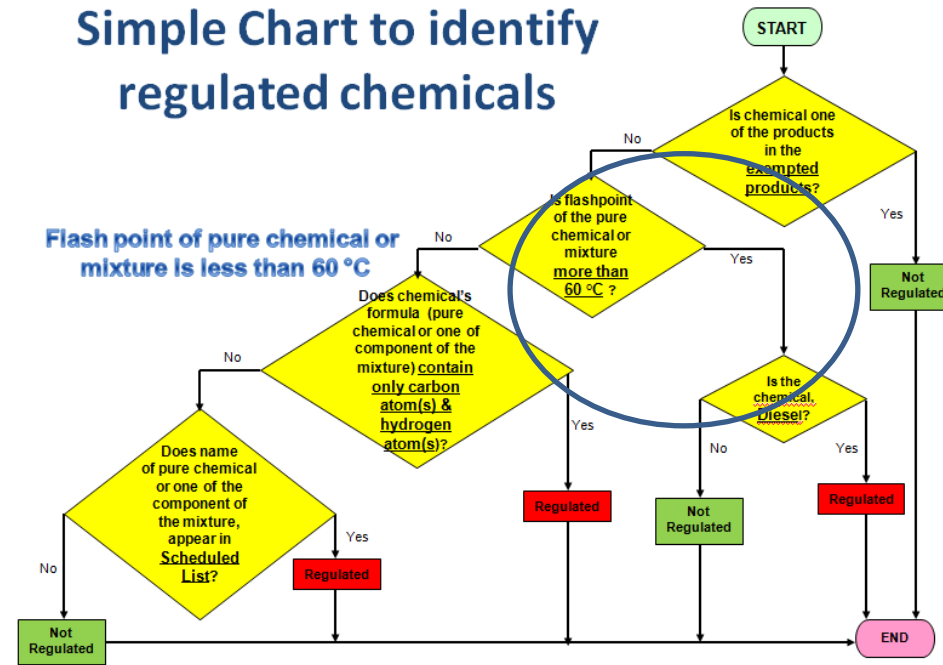 Simple Chart to identify
regulated chemicals
START
Is chemical one
of the products
in the
exempted
products?
No
Yes
Not
Regulated
Is flashpoint
of the pure
chemical or
mixture
more than
60 °C ?
No
Yes
Flash point of pure chemical or
mixture is less than 60 °C
Does chemical's
formula (pure
chemical or one of
component of the
mixture) contain
only carbon
atom(s) &
hydrogen
atom(s)?
No
Yes
Regulated
Is the
chemical,
Diesel?
No
Yes
Not
Regulated
Regulated
Does name
of pure chemical
or one of the
component of
the mixture,
appear in
Scheduled
List?
No
Yes
Regulated
Not
Regulated
END